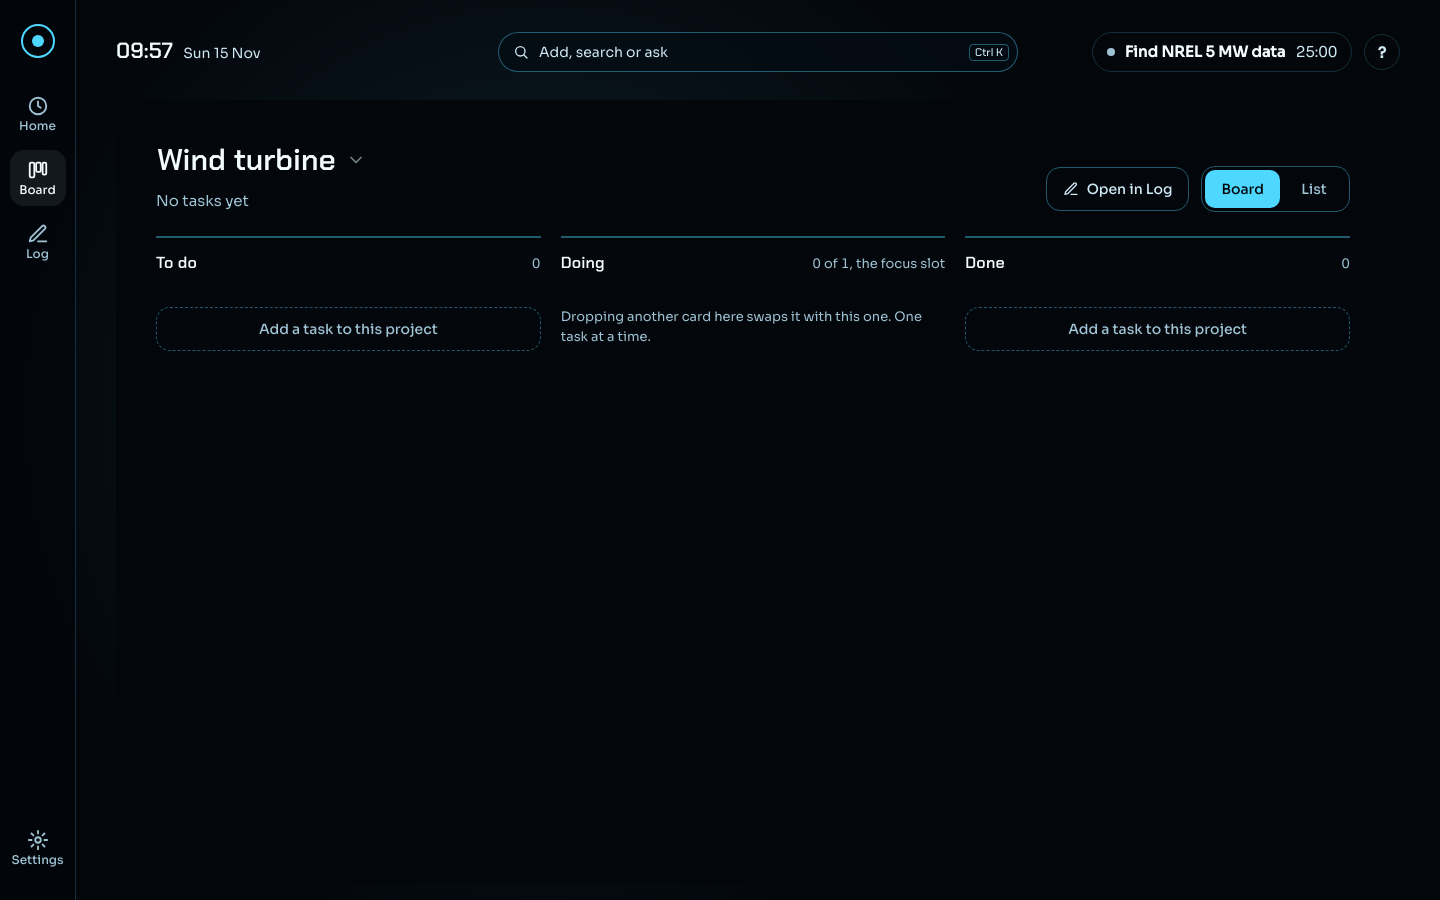 09:57 Sun 15 Nov
Add, search or ask
Ctrl K
Find NREL 5 MW data 25:00
?
Home
Board
Log
Settings
Wind turbine
No tasks yet
Open in Log
Board
List
To do
0
Add a task to this project
Doing
0 of 1, the focus slot
Dropping another card here swaps it with this one. One
task at a time.
Done
0
Add a task to this project